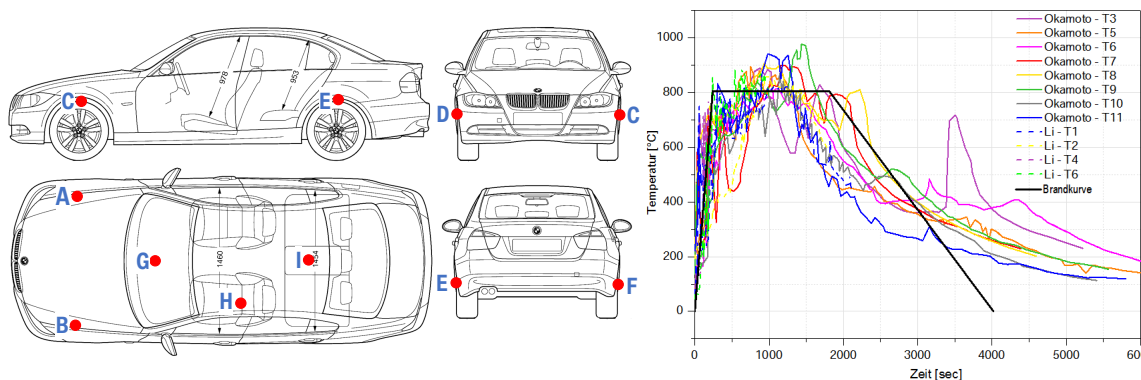 978
953
C
E
D
C
A
G
H
I
B
1460
1454
E
F
Temperatur [°C]
1000
800
600
400
200
0
0
1000
2000
3000
4000
5000
600
Zeit [sec]
Okamoto - T3
Okamoto - T5
Okamoto - T6
Okamoto - T7
Okamoto - T8
Okamoto - T9
Okamoto - T10
Okamoto - T11
Li - T1
Li - T2
Li - T4
Li - T6
Brandkurve